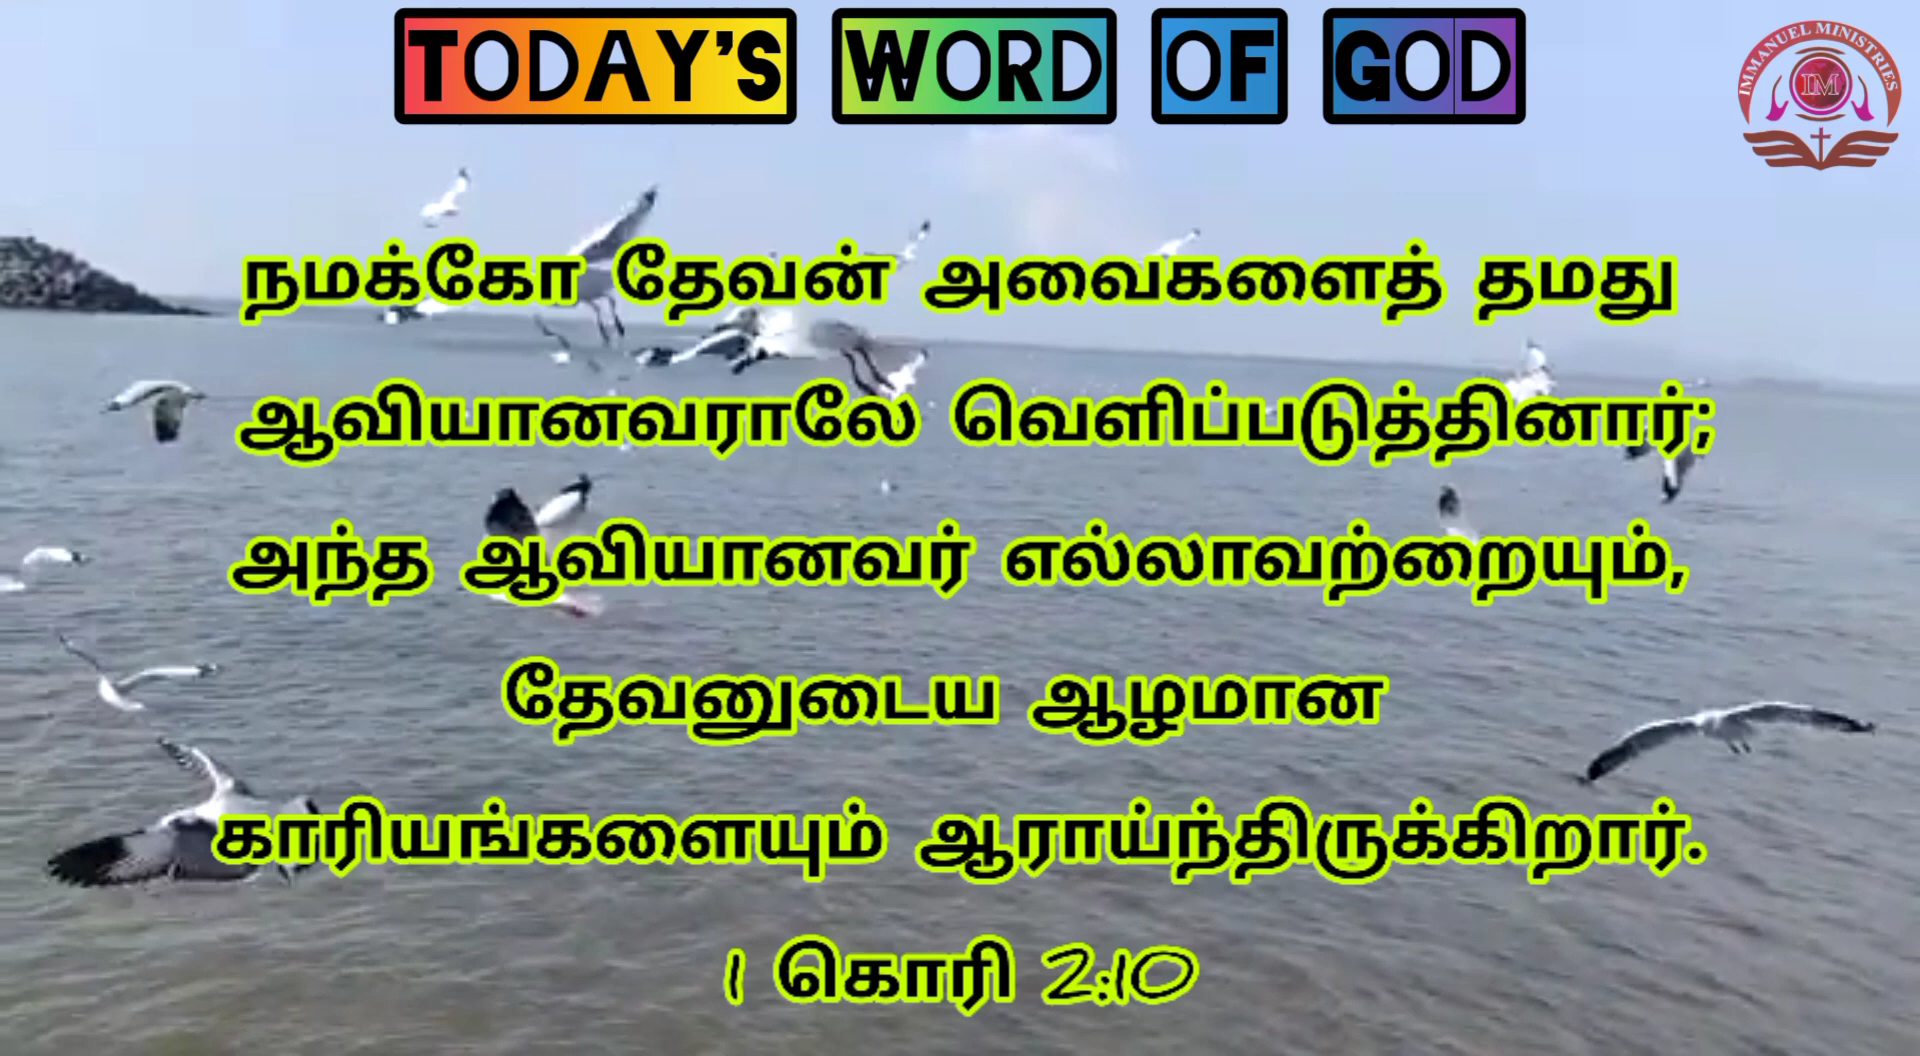 TODAY'S WORD OF GOD
IMMANUEL MINISTRIES
IM
நமக்கோ தேவன் அவைகளைத் தமது
ஆவியானவராலே வெளிப்படுத்தினார்;
அந்த ஆவியானவர் எல்லாவற்றையும்,
தேவனுடைய ஆழமான
காரியங்களையும் ஆராய்ந்திருக்கிறார்.
1 கொரி 2:10